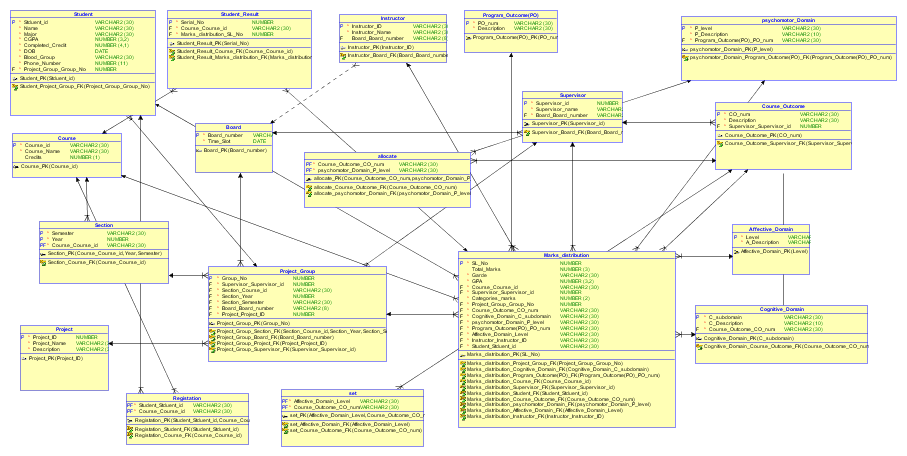 Student
P * Stduent_id VARCHAR2 (30)
* Name VARCHAR2 (30)
* Major VARCHAR2 (30)
* CGPA NUMBER (3,2)
* Completed_Credit NUMBER (4,1)
* DOB DATE
* Blood_Group VARCHAR2 (30)
* Phone_Number NUMBER (11)
F * Project_Group_Group_No NUMBER
Student_PK(Stduent_id)
Student_Project_Group_FK(Project_Group_Group_No)
Student_Result
P * Serial_No NUMBER
F * Course_Course_id VARCHAR2 (30)
F * Marks_distribution_SL_No NUMBER
Student_Result_PK(Serial_No)
Student_Result_Course_FK(Course_Course_id)
Student_Result_Marks_distribution_FK(Marks_distribution
Instructor
P * Instructor_ID VARCHAR2 (3
* Instructor_Name VARCHAR2 (3
F * Board_Board_number VARCHAR2 (8
Instructor_PK(Instructor_ID)
Instructor_Board_FK(Board_Board_number)
Program_Outcome(PO)
P * PO_num VARCHAR2 (30)
Description VARCHAR2 (30)
Program_Outcome(PO)_PK(PO_num)
psychomotor_Domain
P * P_level VARCHAR2 (30)
* P_Description VARCHAR2 (10)
F * Program_Outcome(PO)_PO_num VARCHAR2 (30)
psychomotor_Domain_PK(P_level)
psychomotor_Domain_Program_Outcome(PO)_FK(Program_Outcome(PO)_PO_num)
Supervisor
P * Supervisor_id NUMBER
* Supervisor_name VARCHAR
F * Board_Board_number VARCHAR
Supervisor_PK(Supervisor_id)
Supervisor_Board_FK(Board_Board_
Course_Outcome
P * CO_num VARCHAR2 (30)
* Description VARCHAR2 (30)
F * Supervisor_Supervisor_id NUMBER
Course_Outcome_PK(CO_num)
Course_Outcome_Supervisor_FK(Supervisor_Super
Course
P * Course_id VARCHAR2 (30)
* Course_Name VARCHAR2 (30)
Credits NUMBER (1)
Course_PK(Course_id)
Board
P * Board_number VARCH
* Time_Slot DATE
Board_PK(Board_number)
allocate
PF * Course_Outcome_CO_num VARCHAR2 (30)
PF * psychomotor_Domain_P_level VARCHAR2 (30)
allocate_PK(Course_Outcome_CO_num,psychomotor_Domain_P
allocate_Course_Outcome_FK(Course_Outcome_CO_num)
allocate_psychomotor_Domain_FK(psychomotor_Domain_P_leve
Section
P * Semester VARCHAR2 (30)
P * Year NUMBER
PF * Course_Course_id VARCHAR2 (30)
Section_PK(Course_Course_id,Year,Semester)
Section_Course_FK(Course_Course_id)
Affective_Domain
P * Level VARCHAR
* A_Description VARCHAR
Affective_Domain_PK(Level)
Project_Group
P * Group_No NUMBER
F * Supervisor_Supervisor_id NUMBER
F * Section_Course_id VARCHAR2 (30)
F * Section_Year NUMBER
F * Section_Semester VARCHAR2 (30)
F * Board_Board_number VARCHAR2 (8)
F * Project_Project_ID NUMBER
Project_Group_PK(Group_No)
Project_Group_Section_FK(Section_Course_id,Section_Year,Section_S
Project_Group_Board_FK(Board_Board_number)
Project_Group_Project_FK(Project_Project_ID)
Project_Group_Supervisor_FK(Supervisor_Supervisor_id)
Marks_distribution
P * SL_No NUMBER
Total_Marks NUMBER (3)
* Garde VARCHAR2 (30)
* GPA NUMBER (3,2)
F * Course_Course_id VARCHAR2 (30)
F * Supervisor_Supervisor_id NUMBER
* Categories_marks NUMBER (2)
F * Project_Group_Group_No NUMBER
F * Course_Outcome_CO_num VARCHAR2 (30)
F * Cognitive_Domain_C_subdomain VARCHAR2 (30)
F * psychomotor_Domain_P_level VARCHAR2 (30)
F * Program_Outcome(PO)_PO_num VARCHAR2 (30)
F * Affective_Domain_Level VARCHAR2 (30)
F * Instructor_Instructor_ID VARCHAR2 (30)
F * Student_Stduent_id VARCHAR2 (30)
Marks_distribution_PK(SL_No)
Marks_distribution_Project_Group_FK(Project_Group_Group_No)
Marks_distribution_Cognitive_Domain_FK(Cognitive_Domain_C_subdomain)
Marks_distribution_Program_Outcome(PO)_FK(Program_Outcome(PO)_PO_num)
Marks_distribution_Course_FK(Course_Course_id)
Marks_distribution_Supervisor_FK(Supervisor_Supervisor_id)
Marks_distribution_Student_FK(Student_Stduent_id)
Marks_distribution_Course_Outcome_FK(Course_Outcome_CO_num)
Marks_distribution_psychomotor_Domain_FK(psychomotor_Domain_P_level)
Marks_distribution_Affective_Domain_FK(Affective_Domain_Level)
Marks_distribution_Instructor_FK(Instructor_Instructor_ID)
Cognitive_Domain
P * C_subdomain VARCHAR2 (30)
* C_Description VARCHAR2 (10)
F * Course_Outcome_CO_num VARCHAR2 (30)
Cognitive_Domain_PK(C_subdomain)
Cognitive_Domain_Course_Outcome_FK(Course_Outcome_CO_num
Project
P * Project_ID NUMBER
* Project_Name VARCHAR2 (
* Description VARCHAR2 (
Project_PK(Project_ID)
Registation
PF * Student_Stduent_id VARCHAR2 (30)
PF * Course_Course_id VARCHAR2 (30)
Registation_PK(Student_Stduent_id,Course_Cou
Registation_Student_FK(Student_Stduent_id)
Registation_Course_FK(Course_Course_id)
set
PF * Affective_Domain_Level VARCHAR2 (30)
PF * Course_Outcome_CO_num VARCHAR2 (30)
set_PK(Affective_Domain_Level,Course_Outcome_CO_n
set_Affective_Domain_FK(Affective_Domain_Level)
set_Course_Outcome_FK(Course_Outcome_CO_num)